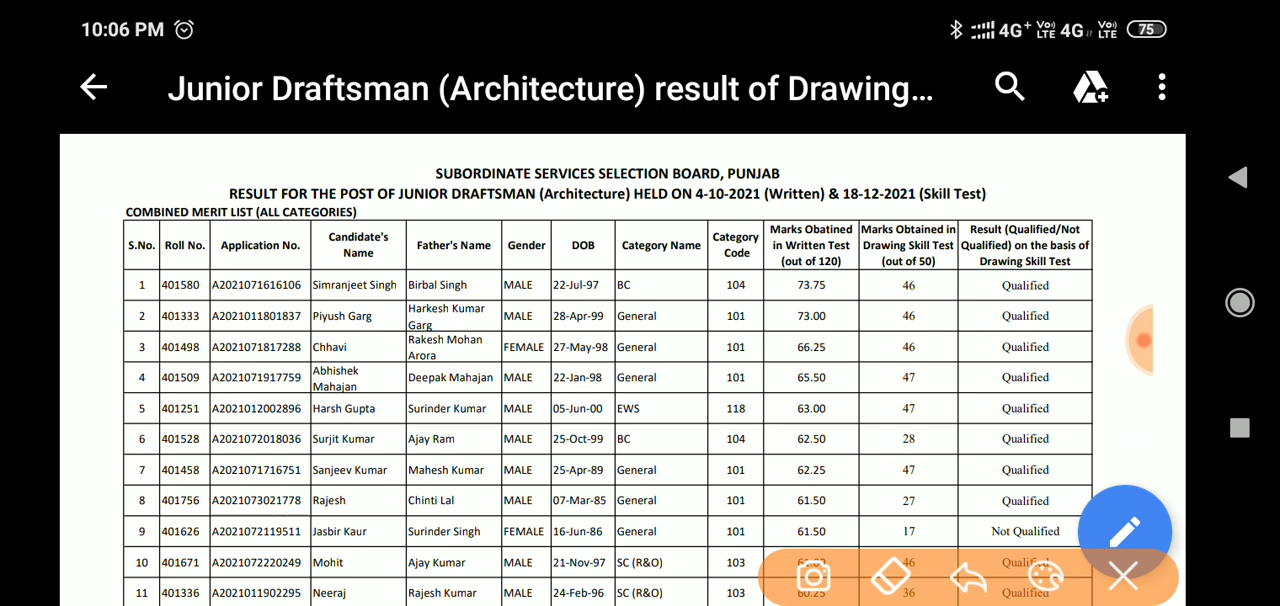 10:06 PM
4G+ Vo)) LTE 4G Vo)) LTE 75
Junior Draftsman (Architecture) result of Drawing...
SUBORDINATE SERVICES SELECTION BOARD, PUNJAB
RESULT FOR THE POST OF JUNIOR DRAFTSMAN (Architecture) HELD ON 4-10-2021 (Written) & 18-12-2021 (Skill Test)
COMBINED MERIT LIST (ALL CATEGORIES)
S.No. Roll No. Application No. Candidate's Name Father's Name Gender DOB Category Name Category Code Marks Obatined in Written Test (out of 120) Marks Obtained in Drawing Skill Test (out of 50) Result (Qualified/Not Qualified) on the basis of Drawing Skill Test
1 401580 A2021071616106 Simranjeet Singh Birbal Singh MALE 22-Jul-97 BC 104 73.75 46 Qualified
2 401333 A2021011801837 Piyush Garg Harkesh Kumar Garg MALE 28-Apr-99 General 101 73.00 46 Qualified
3 401498 A2021071817288 Chhavi Rakesh Mohan Arora FEMALE 27-May-98 General 101 66.25 46 Qualified
4 401509 A2021071917759 Abhishek Mahajan Deepak Mahajan MALE 22-Jan-98 General 101 65.50 47 Qualified
5 401251 A2021012002896 Harsh Gupta Surinder Kumar MALE 05-Jun-00 EWS 118 63.00 47 Qualified
6 401528 A2021072018036 Surjit Kumar Ajay Ram MALE 25-Oct-99 BC 104 62.50 28 Qualified
7 401458 A2021071716751 Sanjeev Kumar Mahesh Kumar MALE 25-Apr-89 General 101 62.25 47 Qualified
8 401756 A2021073021778 Rajesh Chinti Lal MALE 07-Mar-85 General 101 61.50 27 Qualified
9 401626 A2021072119511 Jasbir Kaur Surinder Singh FEMALE 16-Jun-86 General 101 61.50 17 Not Qualified
10 401671 A2021072220249 Mohit Ajay Kumar MALE 21-Nov-97 SC (R&O) 103 46
11 401336 A2021011902295 Neeraj Rajesh Kumar MALE 24-Feb-96 SC (R&O) 103 60.25 36 Qualified